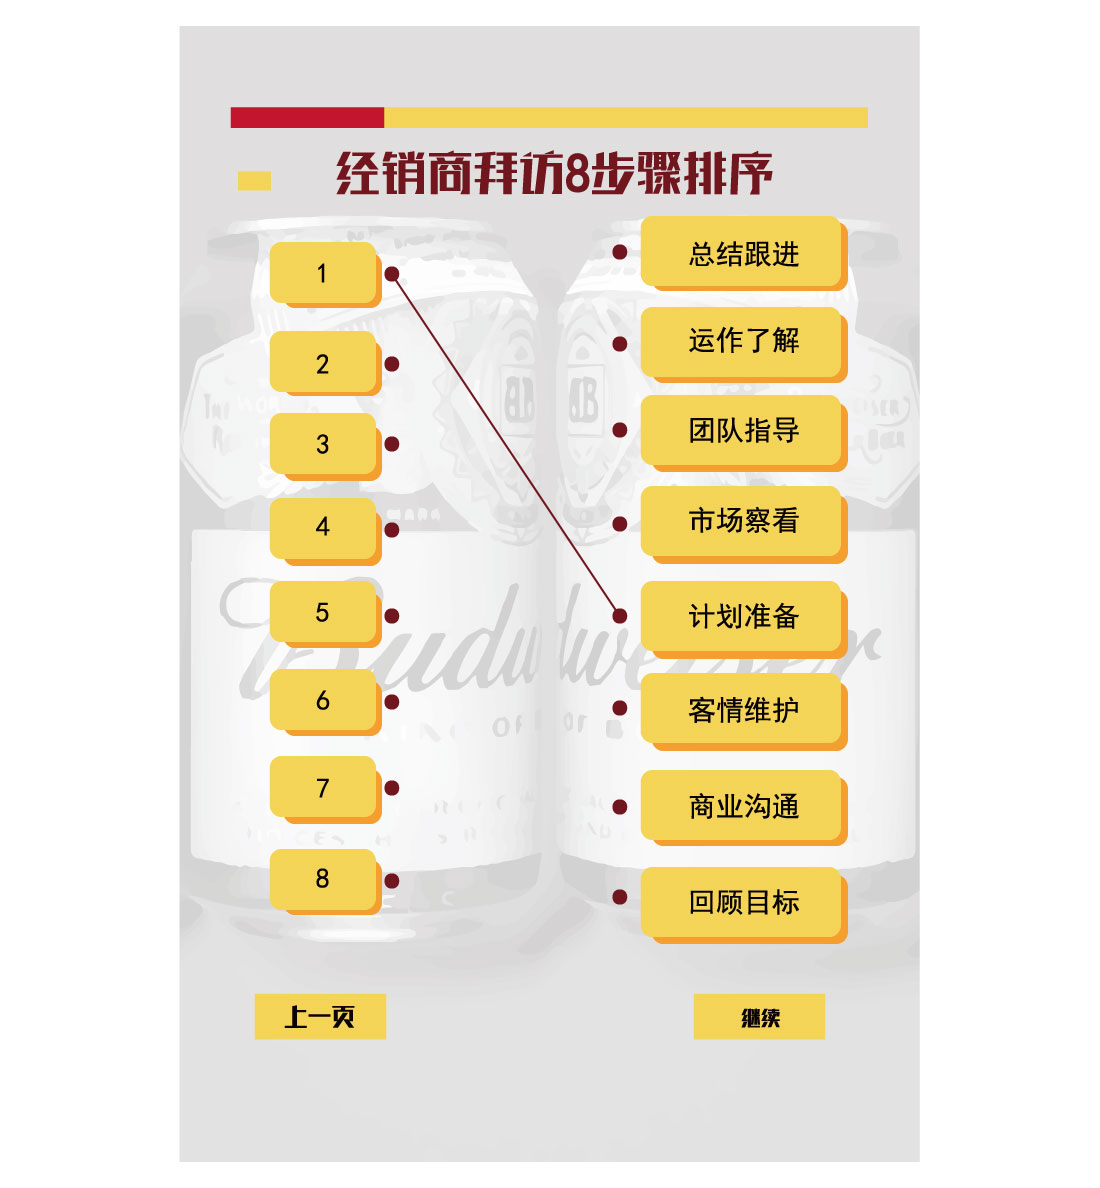 经销商拜访8步骤排序
1
总结跟进
2
运作了解
3
团队指导
4
市场察看
5
计划准备
6
客情维护
7
商业沟通
8
回顾目标
Budweiser
上一页
继续